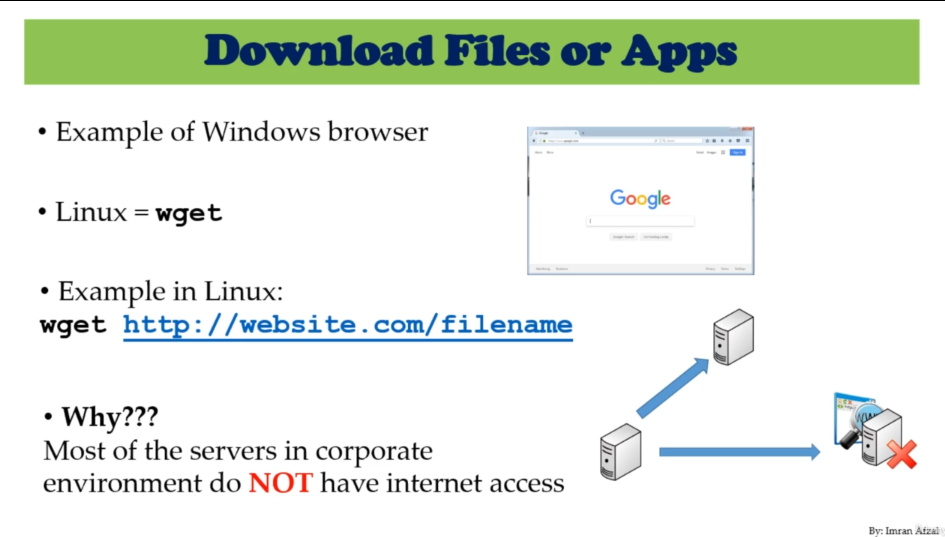 Download Files or Apps
• Example of Windows browser
Google
• Linux = wget
• Example in Linux:
wget http://website.com/filename
• Why???
Most of the servers in corporate
environment do NOT have internet access
By: Imran Afzal